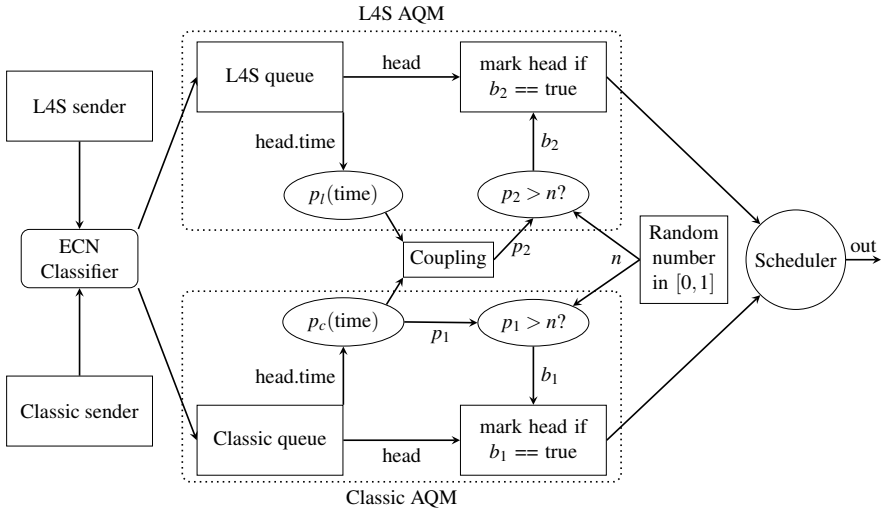 L4S AQM
L4S sender
L4S queue
head
mark head if
b₂ == true
head.time
b₂
pₗ(time)
p₂ > n?
ECN
Classifier
Coupling
p₂
n
Random
number
in [0,1]
Scheduler
out
p_c(time)
p₁
p₁ > n?
head.time
b₁
Classic sender
Classic queue
head
mark head if
b₁ == true
Classic AQM